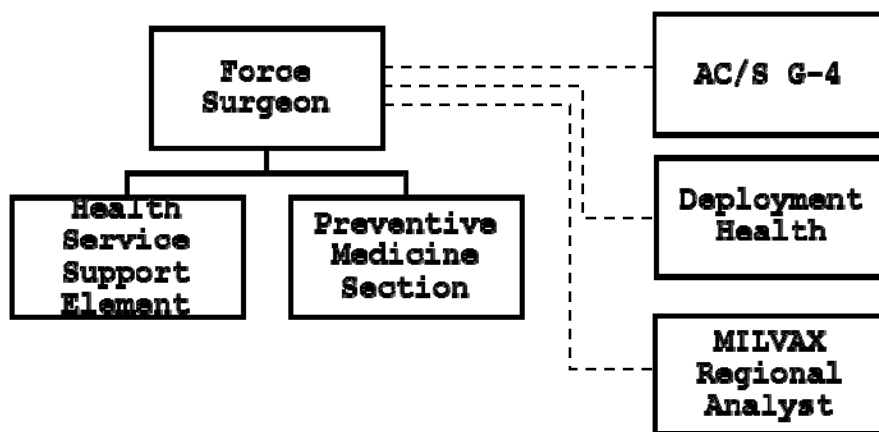 Force
Surgeon
AC/S G-4
Health
Service
Support
Element
Preventive
Medicine
Section
Deployment
Health
MILVAX
Regional
Analyst